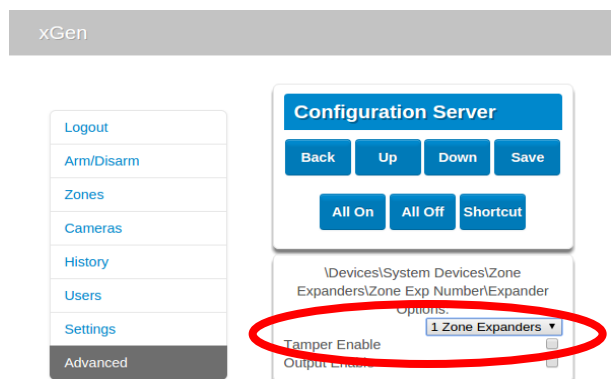 xGen
Logout
Arm/Disarm
Zones
Cameras
History
Users
Settings
Advanced
Configuration Server
Back Up Down Save
All On All Off Shortcut
\Devices\System Devices\Zone
Expanders\Zone Exp Number\Expander
Options:
1 Zone Expanders
Tamper Enable
Output Enable